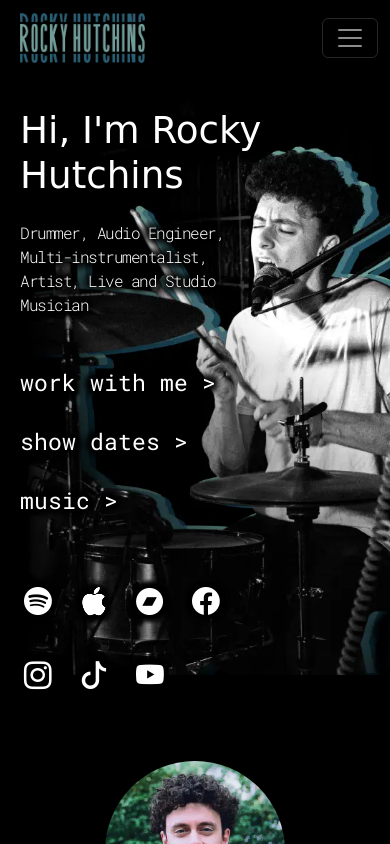 ROCKY HUTCHINS
Hi, I'm Rocky
Hutchins
Drummer, Audio Engineer,
Multi-instrumentalist,
Artist, Live and Studio
Musician
work with me >
show dates >
music >